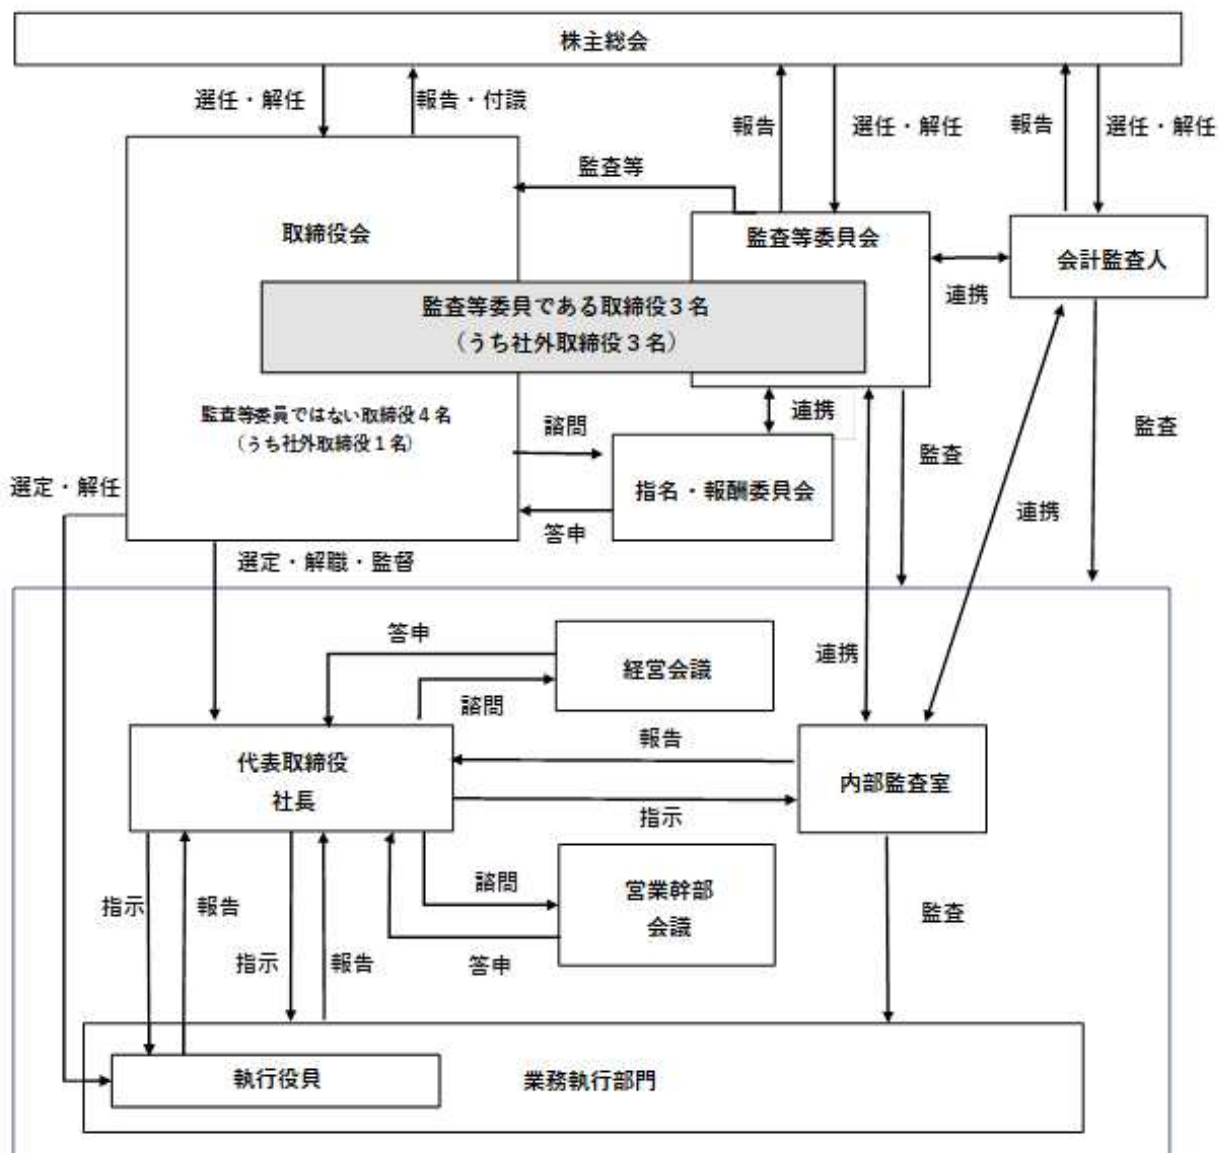 株主総会
選任・解任
報告・付議
報告
選任・解任
報告
選任・解任
監査等
取締役会
監査等委員会
会計監査人
連携
監査等委員である取締役３名
（うち社外取締役３名）
監査等委員ではない取締役４名
（うち社外取締役１名）
諮問
連携
監査
監査
指名・報酬委員会
選定・解任
答申
連携
選定・解職・監督
答申
経営会議
連携
諮問
報告
代表取締役
社長
内部監査室
指示
諮問
営業幹部
会議
指示
報告
監査
答申
指示
報告
執行役員
業務執行部門